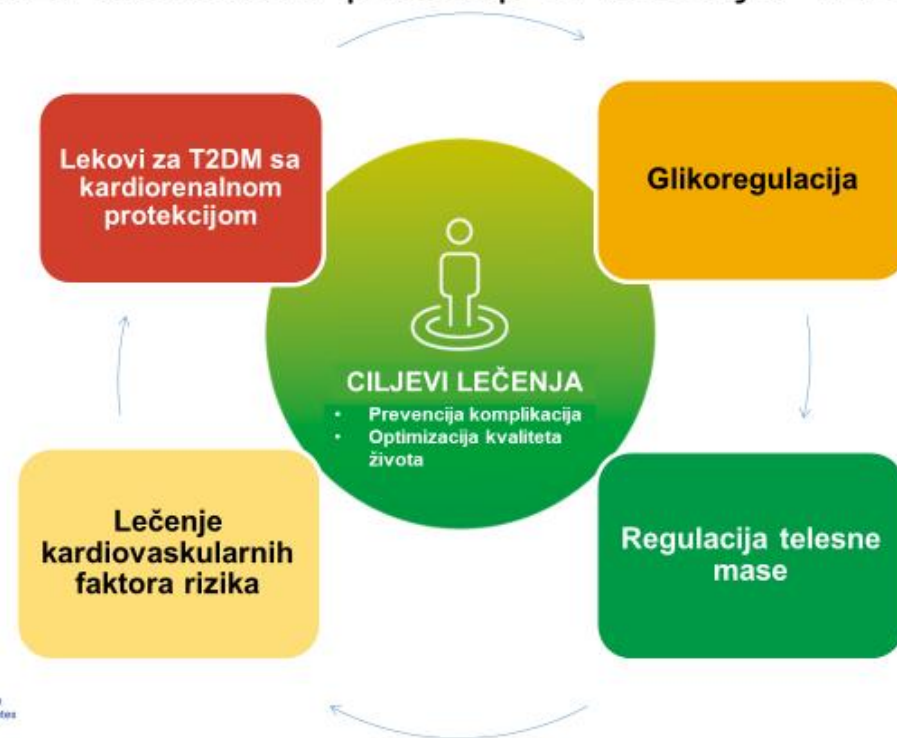 Lekovi za T2DM sa
kardiorenalnom
protekcijom
Glikoregulacija
CILJEVI LEČENJA
• Prevencija komplikacija
• Optimizacija kvaliteta
života
Lečenje
kardiovaskularnih
faktora rizika
Regulacija telesne
mase